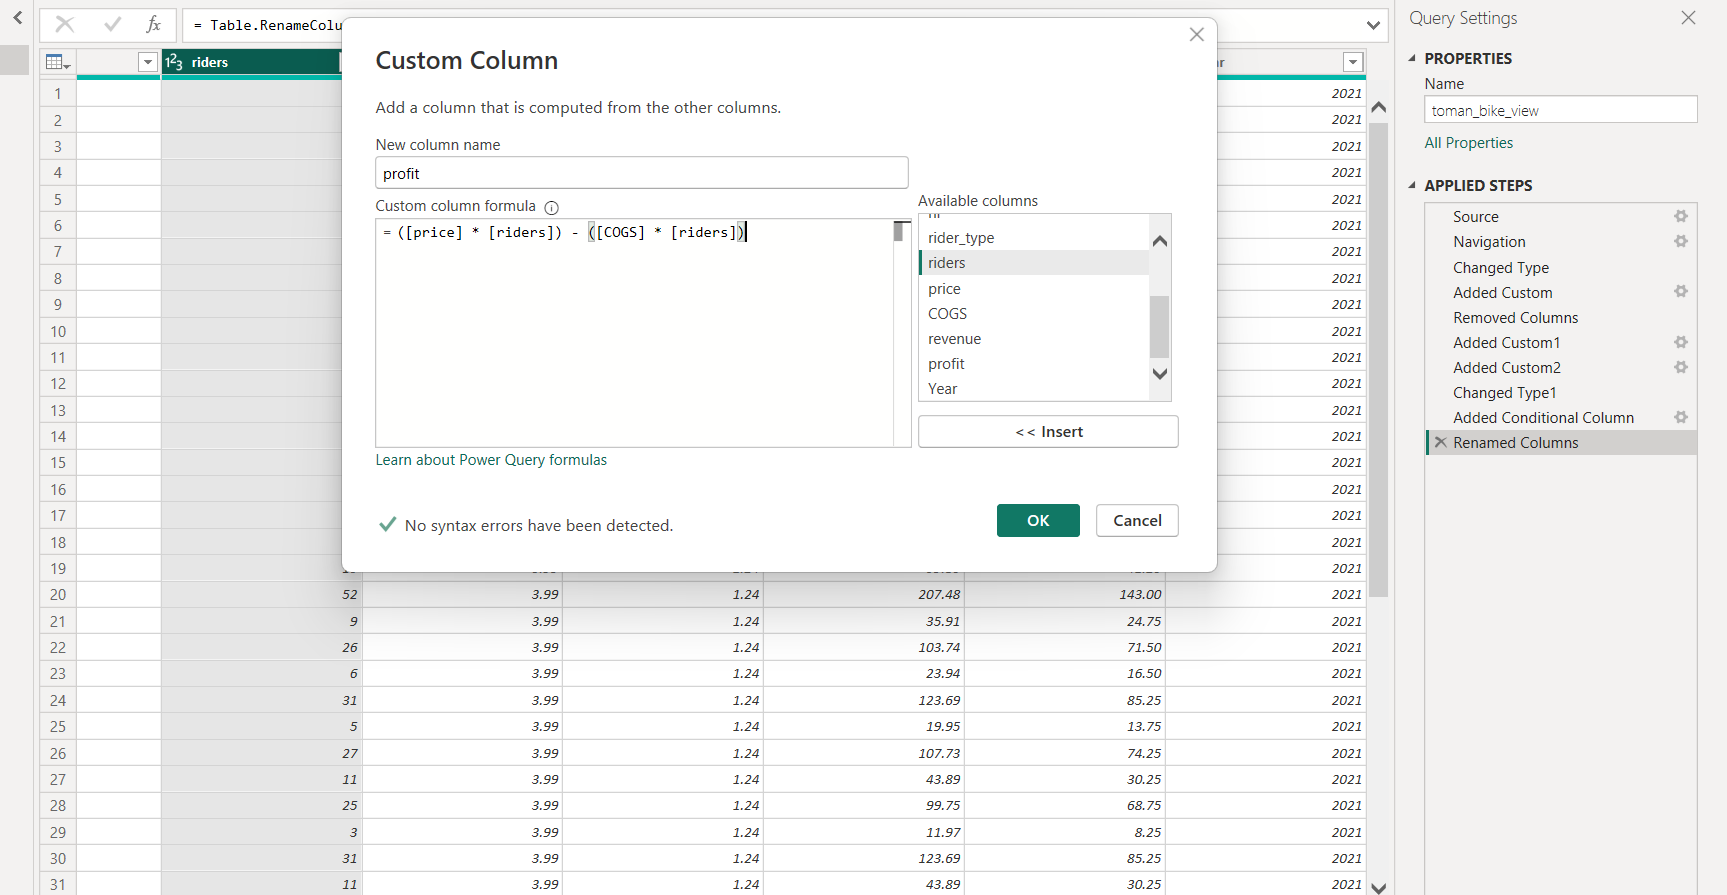 fx
= Table.RenameColu
Query Settings
1²3 riders
PROPERTIES
Name
toman_bike_view
All Properties
APPLIED STEPS
Source
Navigation
Changed Type
Added Custom
Removed Columns
Added Custom1
Added Custom2
Changed Type1
Added Conditional Column
Renamed Columns
Custom Column
Add a column that is computed from the other columns.
New column name
profit
Custom column formula
= ([price] * [riders]) - ([COGS] * [riders])
Available columns
rider_type
riders
price
COGS
revenue
profit
Year
<< Insert
Learn about Power Query formulas
No syntax errors have been detected.
OK
Cancel
1 2021
2 2021
3 2021
4 2021
5 2021
6 2021
7 2021
8 2021
9 2021
10 2021
11 2021
12 2021
13 2021
14 2021
15 2021
16 2021
17 2021
18 2021
19 2021
20 52 3.99 1.24 207.48 143.00 2021
21 9 3.99 1.24 35.91 24.75 2021
22 26 3.99 1.24 103.74 71.50 2021
23 6 3.99 1.24 23.94 16.50 2021
24 31 3.99 1.24 123.69 85.25 2021
25 5 3.99 1.24 19.95 13.75 2021
26 27 3.99 1.24 107.73 74.25 2021
27 11 3.99 1.24 43.89 30.25 2021
28 25 3.99 1.24 99.75 68.75 2021
29 3 3.99 1.24 11.97 8.25 2021
30 31 3.99 1.24 123.69 85.25 2021
31 11 3.99 1.24 43.89 30.25 2021